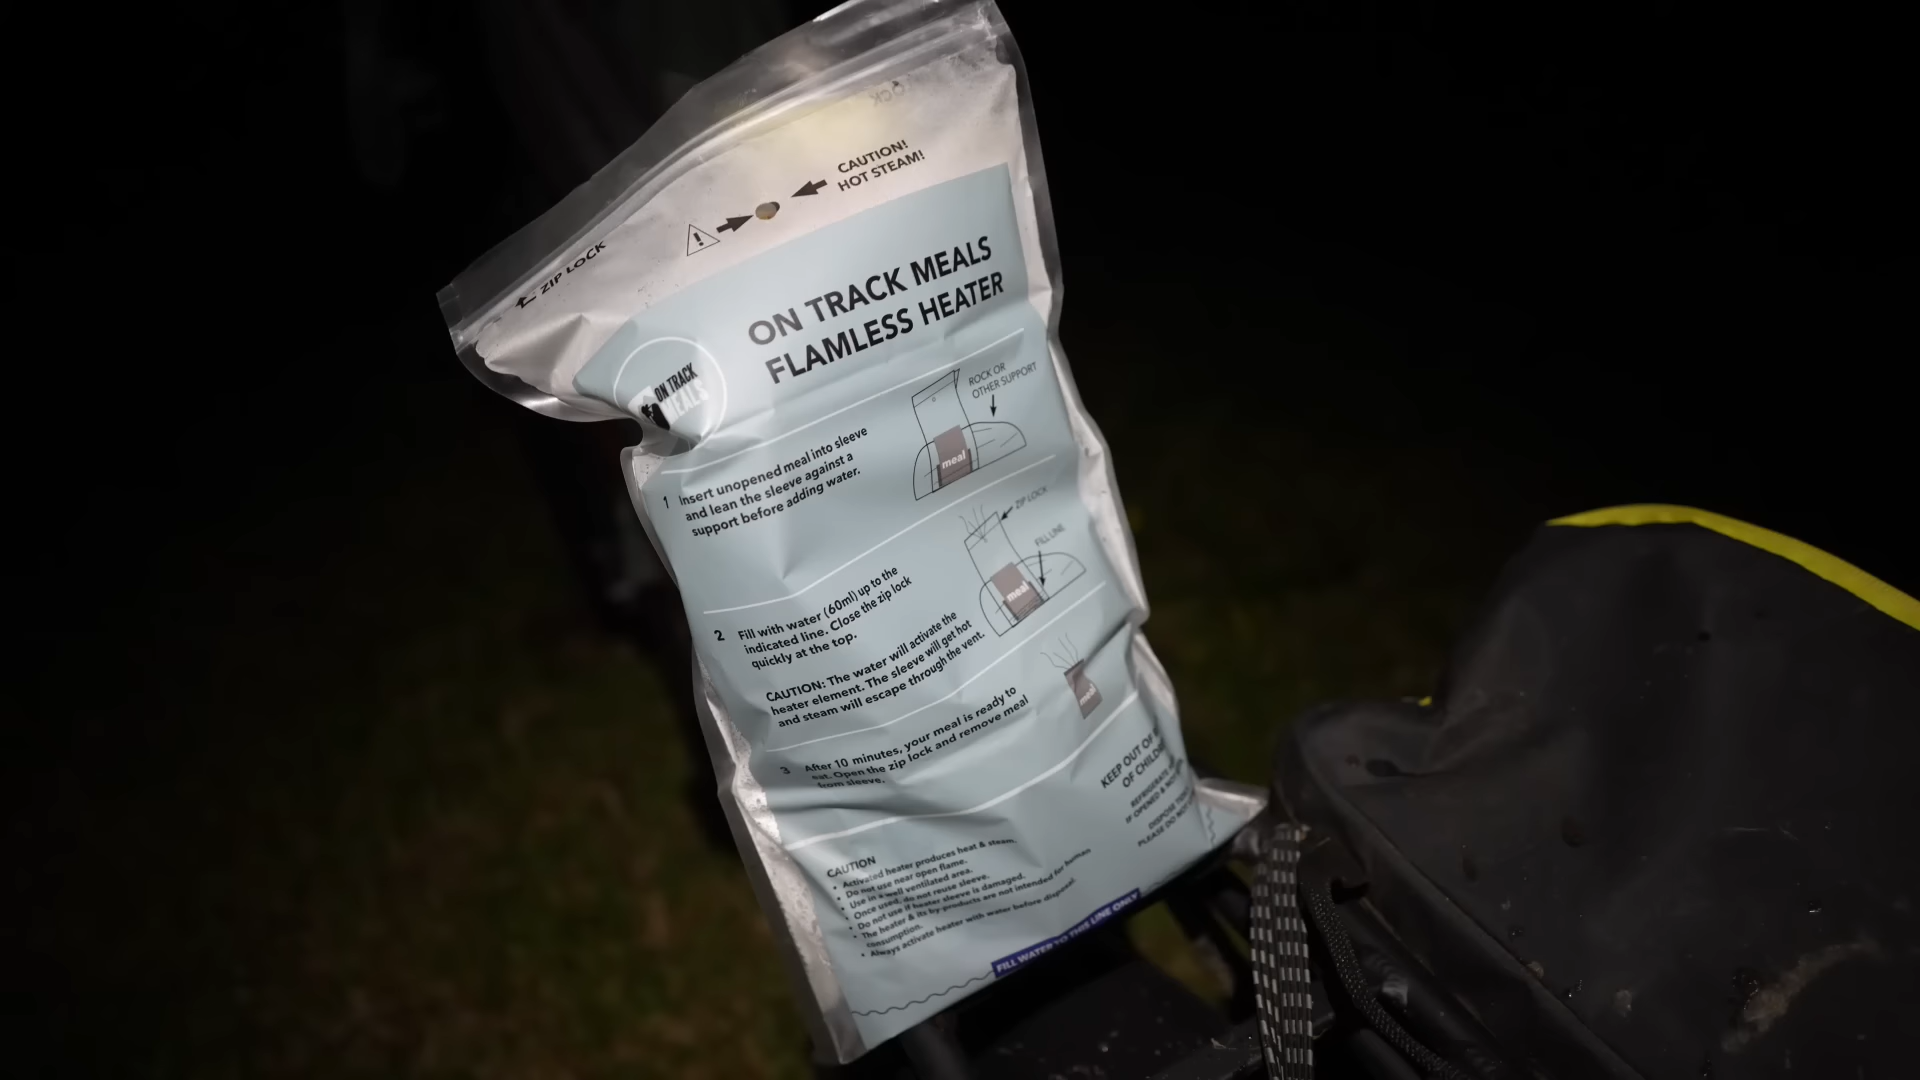 CAUTION!
HOT STEAM!
ZIP LOCK
ON TRACK MEALS
FLAMLESS HEATER
ON TRACK
MEALS
ROCK OR
OTHER SUPPORT
meal
1 Insert unopened meal into sleeve
and lean the sleeve against a
support before adding water.
ZIP LOCK
FILL LINE
meal
2 Fill with water (60ml) up to the
indicated line. Close the zip lock
quickly at the top.
CAUTION: The water will activate the
heater element. The sleeve will get hot
and steam will escape through the vent.
meal
3 After 10 minutes, your meal is ready to
eat. Open the zip lock and remove meal
from sleeve.
KEEP OUT OF
OF
REFRIGERATE
IF OPENED &
DISPOSE
PLEASE DO NOT
CAUTION
• Activated heater produces heat & steam.
• Do not use near open flame.
• Use in a well ventilated area.
• Once used, do not reuse sleeve.
• Do not use if heater sleeve is damaged.
• The heater & its by-products are not intended for human
consumption.
• Always activate heater with water before disposal.
FILL WATER TO THIS LINE ONLY